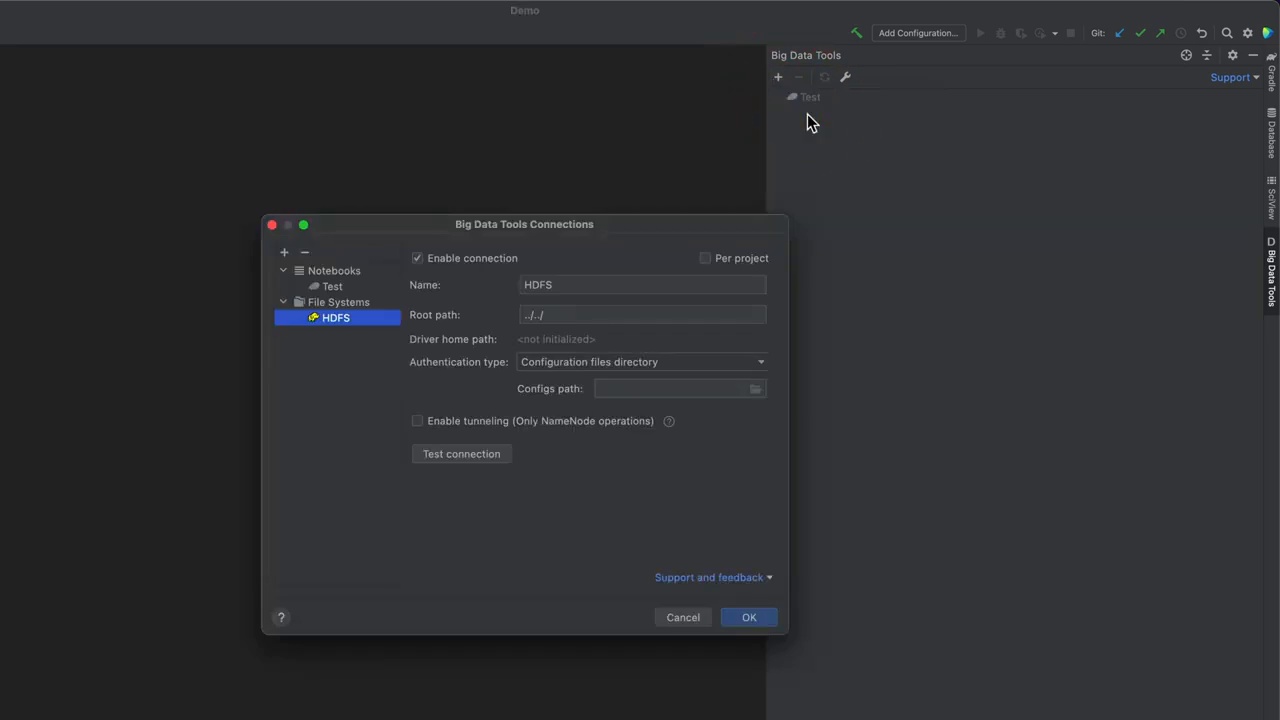 Demo
Add Configuration...
Git:
Big Data Tools
Support
Test
Gradle
Database
SciView
Big Data Tools
Big Data Tools Connections
Notebooks
Test
File Systems
HDFS
Enable connection
Per project
Name:
HDFS
Root path:
../../
Driver home path:
<not initialized>
Authentication type:
Configuration files directory
Configs path:
Enable tunneling (Only NameNode operations)
Test connection
Support and feedback
?
Cancel
OK